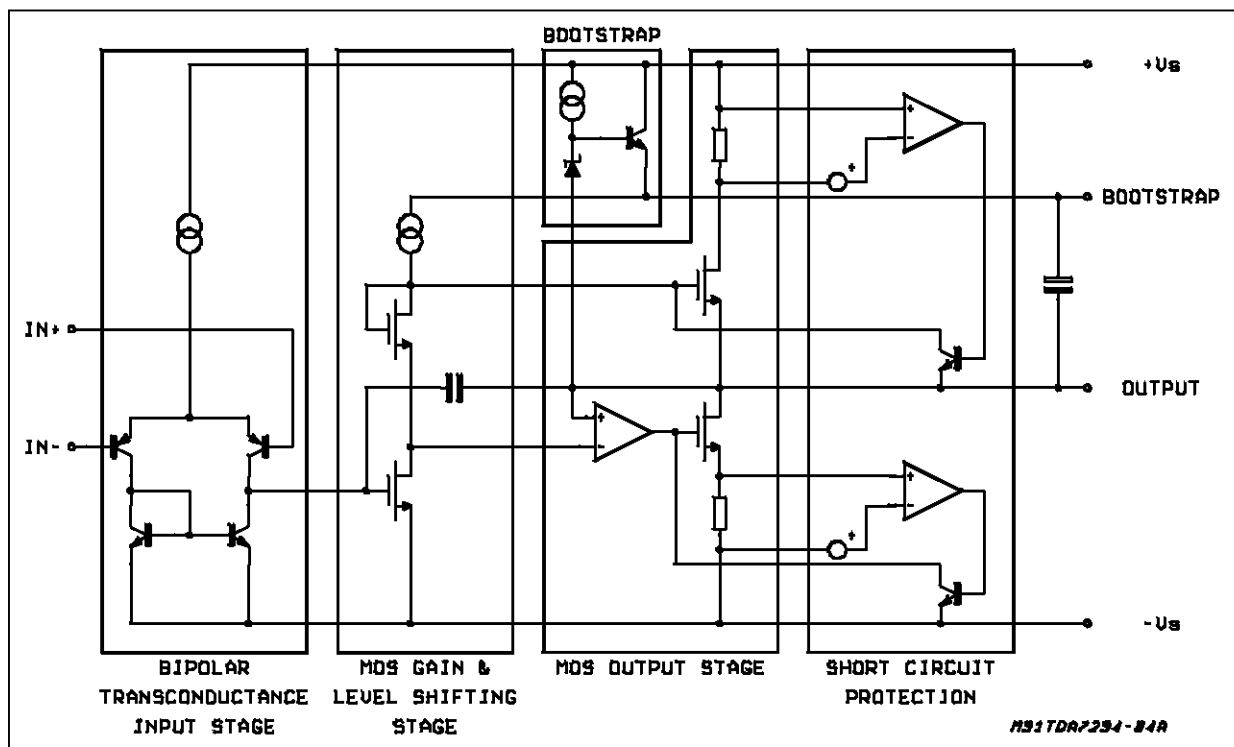 BOOTSTRAP
+Vs
+
-
+
BOOTSTRAP
IN+
OUTPUT
IN-
+
-
+
-
+
-Vs
BIPOLAR
TRANSCONDUCTANCE
INPUT STAGE
MOS GAIN &
LEVEL SHIFTING
STAGE
MOS OUTPUT STAGE
SHORT CIRCUIT
PROTECTION
M91TDA7294-04A